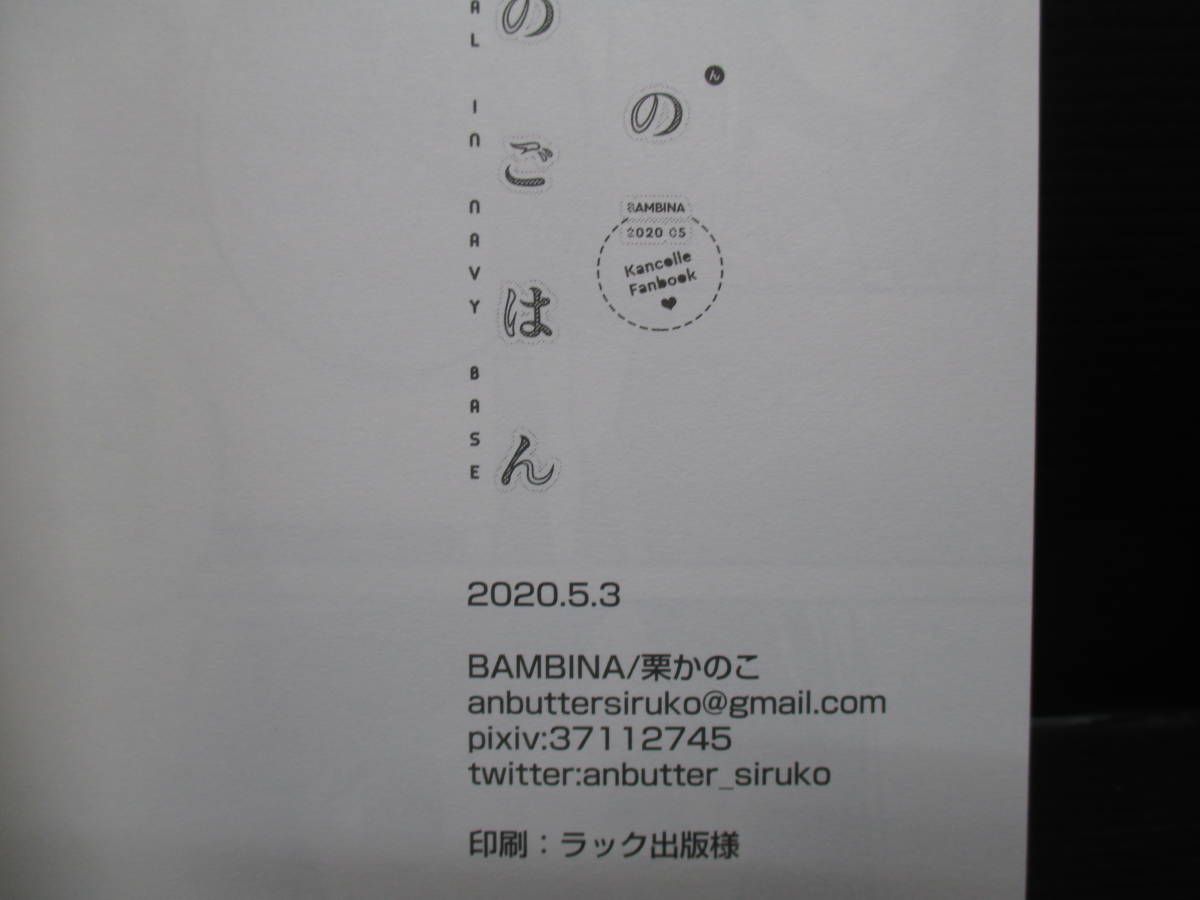 ん
の
BAMBINA
2020 05
Kancolle
Fanbook
のごはん
AL IN NAVY BASE
2020.5.3
BAMBINA/栗かのこ
anbuttersiruko@gmail.com
pixiv:37112745
twitter:anbutter_siruko
印刷：ラック出版様